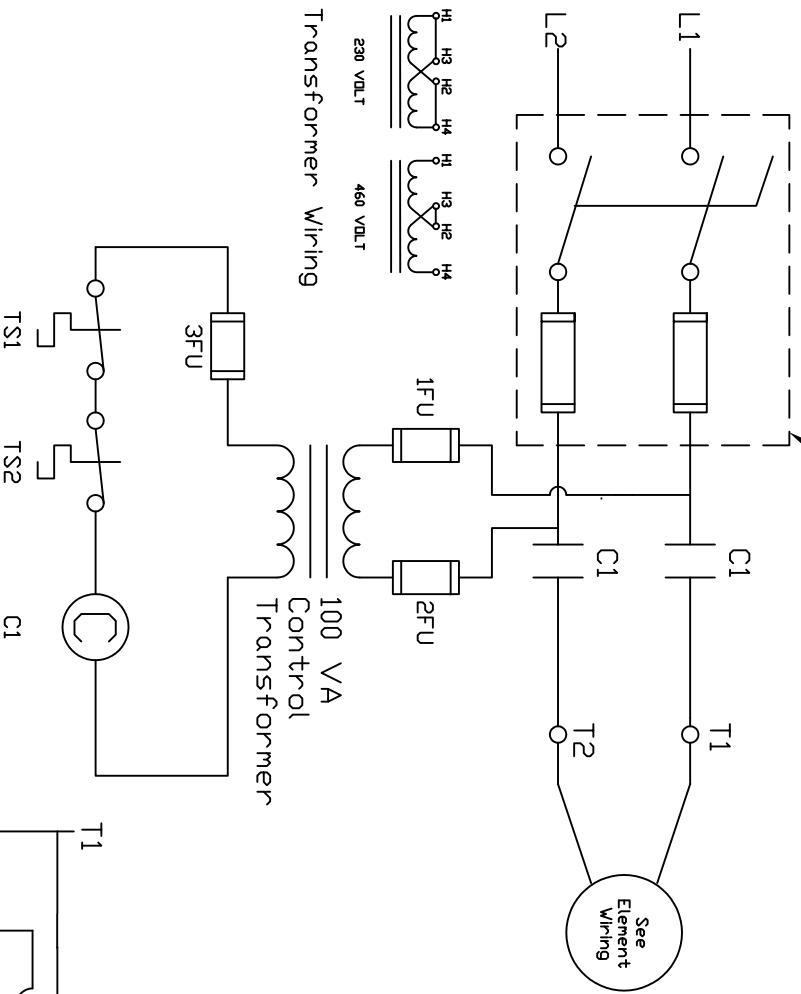 L1
L2
C1
C1
T1
T2
See
Element
Wiring
H1
H3
H2
H4
H1
H3
H2
H4
230 VOLT
460 VOLT
Transformer Wiring
1FU
2FU
100 VA
Control
Transformer
3FU
TS1
TS2
C
C1
T1